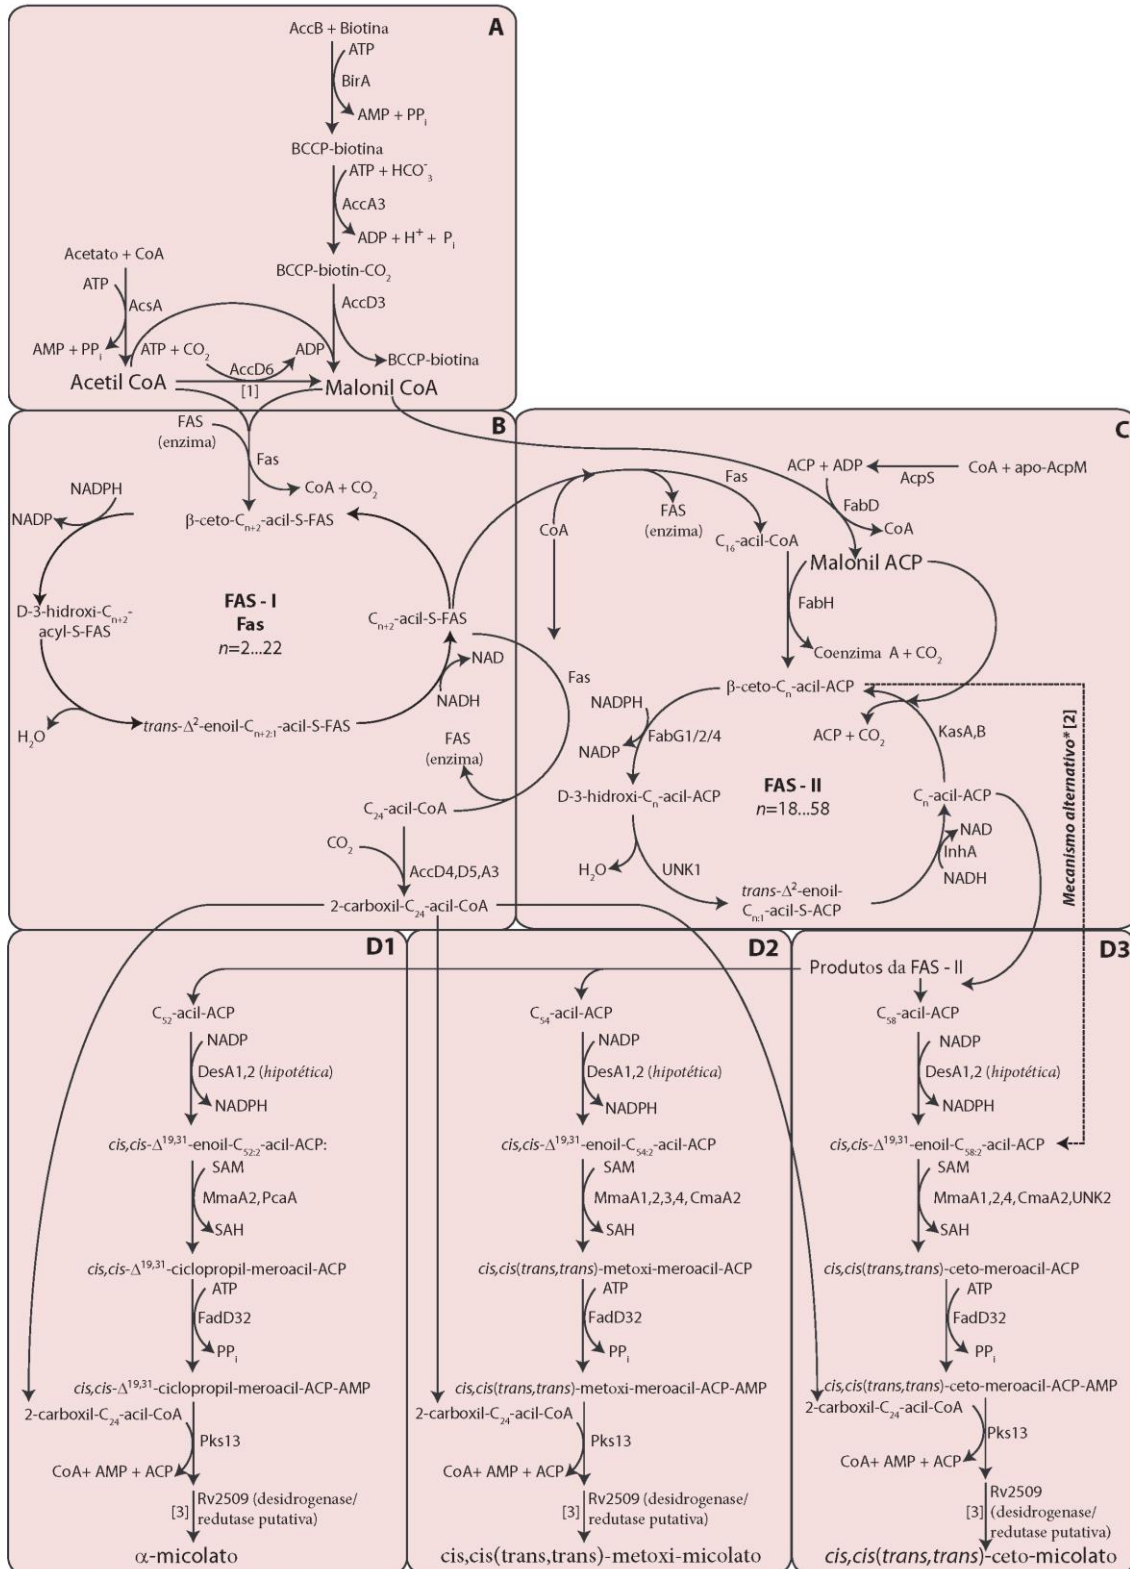 A
AccB + Biotina
ATP
BirA
AMP + PPi
BCCP-biotina
ATP + HCO⁻₃
AccA3
ADP + H⁺ + Pi
Acetato + CoA
BCCP-biotin-CO₂
ATP
AcsA
AccD3
AMP + PPi
ATP + CO₂
ADP
BCCP-biotina
AccD6
Acetil CoA
[1]
Malonil CoA
B
FAS
(enzima)
Fas
CoA + CO₂
NADPH
NADP
β-ceto-Cn+2-acil-S-FAS
FAS - I
Fas
n=2...22
D-3-hidroxi-Cn+2-
acyl-S-FAS
Cn+2-acil-S-FAS
NAD
NADH
Fas
H₂O
trans-Δ²-enoil-Cn+2:1-acil-S-FAS
FAS
(enzima)
C₂₄-acil-CoA
CO₂
AccD4,D5,A3
2-carboxil-C₂₄-acil-CoA
C
ACP + ADP
AcpS
CoA + apo-AcpM
Fas
FabD
FAS
(enzima)
CoA
CoA
C₁₆-acil-CoA
Malonil ACP
FabH
Coenzima A + CO₂
β-ceto-Cn-acil-ACP
NADPH
NADP
FabG1/2/4
ACP + CO₂
KasA,B
Mecanismo alternativo* [2]
FAS - II
n=18...58
D-3-hidroxi-Cn-acil-ACP
Cn-acil-ACP
NAD
InhA
NADH
H₂O
UNK1
trans-Δ²-enoil-
Cn:1-acil-S-ACP
D1
D2
D3
Produtos da FAS - II
C₅₂-acil-ACP
NADP
DesA1,2 (hipotética)
NADPH
cis,cis-Δ¹⁹,³¹-enoil-C₅₂:₂-acil-ACP:
SAM
MmaA2,PcaA
SAH
cis,cis-Δ¹⁹,³¹-ciclopropil-meroacil-ACP
ATP
FadD32
PPi
cis,cis-Δ¹⁹,³¹-ciclopropil-meroacil-ACP-AMP
2-carboxil-C₂₄-acil-CoA
Pks13
CoA+ AMP + ACP
[3]
Rv2509 (desidrogenase/
redutase putativa)
α-micolato
C₅₄-acil-ACP
NADP
DesA1,2 (hipotética)
NADPH
cis,cis-Δ¹⁹,³¹-enoil-C₅₄:₂-acil-ACP
SAM
MmaA1,2,3,4, CmaA2
SAH
cis,cis(trans,trans)-metoxi-meroacil-ACP
ATP
FadD32
PPi
cis,cis(trans,trans)-metoxi-meroacil-ACP-AMP
2-carboxil-C₂₄-acil-CoA
Pks13
CoA+ AMP + ACP
[3]
Rv2509 (desidrogenase/
redutase putativa)
cis,cis(trans,trans)-metoxi-micolato
C₅₈-acil-ACP
NADP
DesA1,2 (hipotética)
NADPH
cis,cis-Δ¹⁹,³¹-enoil-C₅₈:₂-acil-ACP
SAM
MmaA1,2,4, CmaA2,UNK2
SAH
cis,cis(trans,trans)-ceto-meroacil-ACP
ATP
FadD32
PPi
cis,cis(trans,trans)-ceto-meroacil-ACP-AMP
2-carboxil-C₂₄-acil-CoA
Pks13
CoA+ AMP + ACP
[3]
Rv2509
(desidrogenase/
redutase putativa)
cis,cis(trans,trans)-ceto-micolato